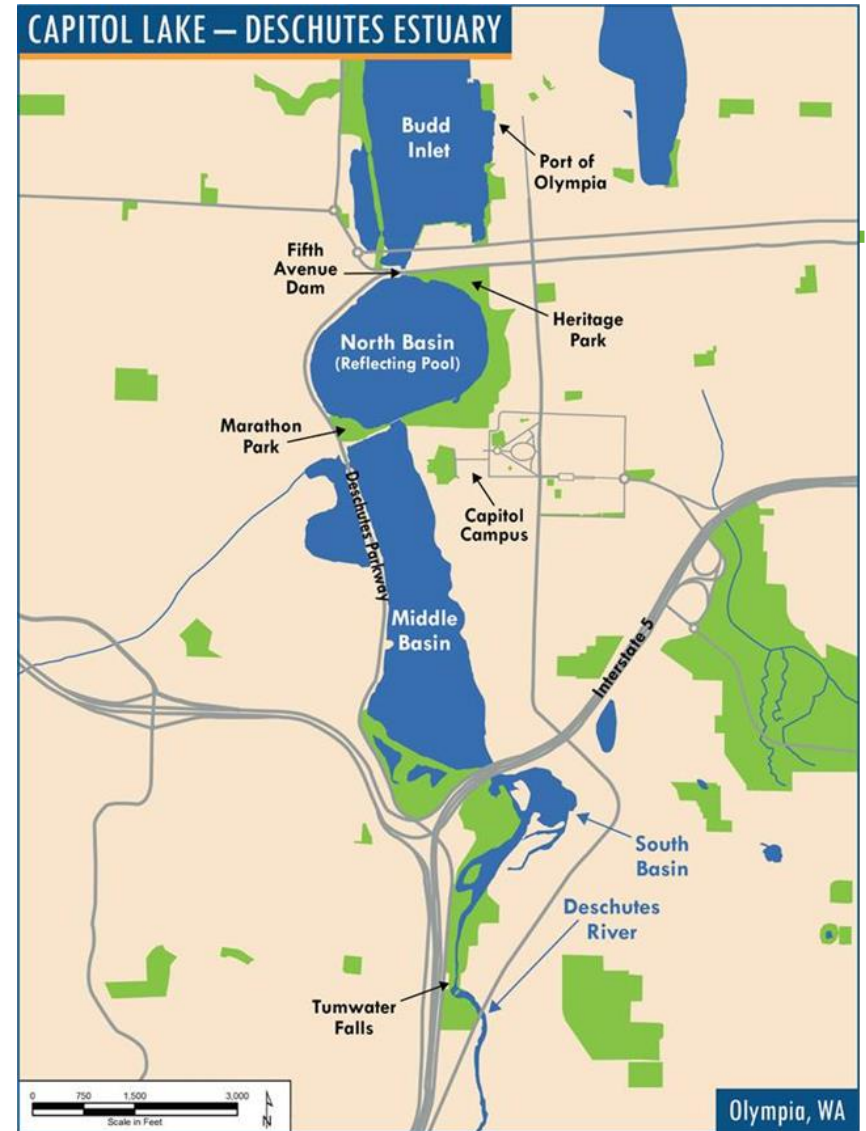 CAPITOL LAKE — DESCHUTES ESTUARY
Budd
Inlet
Port of
Olympia
Fifth
Avenue
Dam
Heritage
Park
North Basin
(Reflecting Pool)
Marathon
Park
Capitol
Campus
Deschutes Parkway
Middle
Basin
Interstate 5
South
Basin
Deschutes
River
Tumwater
Falls
0 750 1,500 3,000
Scale in Feet
N
Olympia, WA